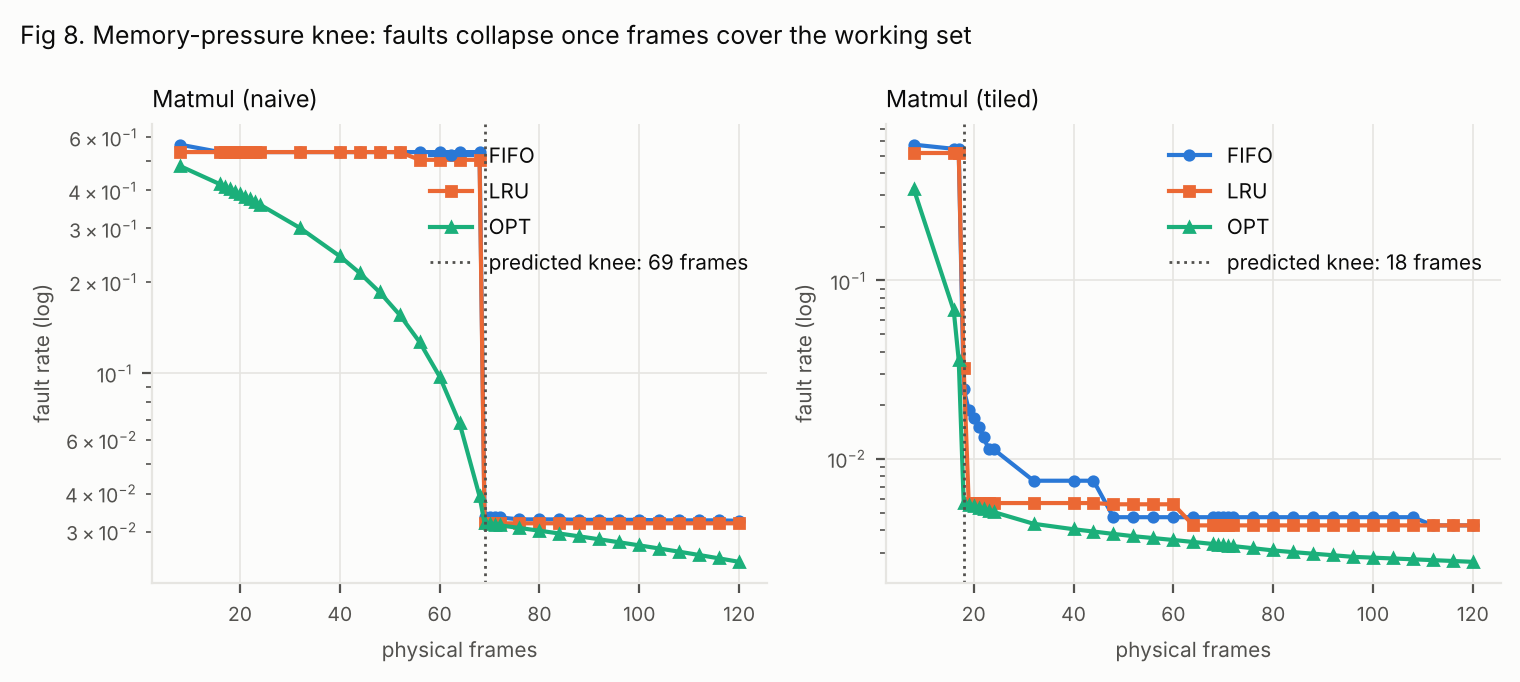 Fig 8. Memory-pressure knee: faults collapse once frames cover the working set
Matmul (naive)
6 × 10⁻¹
4 × 10⁻¹
3 × 10⁻¹
2 × 10⁻¹
10⁻¹
6 × 10⁻²
4 × 10⁻²
3 × 10⁻²
fault rate (log)
FIFO
LRU
OPT
predicted knee: 69 frames
20 40 60 80 100 120
physical frames
Matmul (tiled)
10⁻¹
10⁻²
fault rate (log)
FIFO
LRU
OPT
predicted knee: 18 frames
20 40 60 80 100 120
physical frames